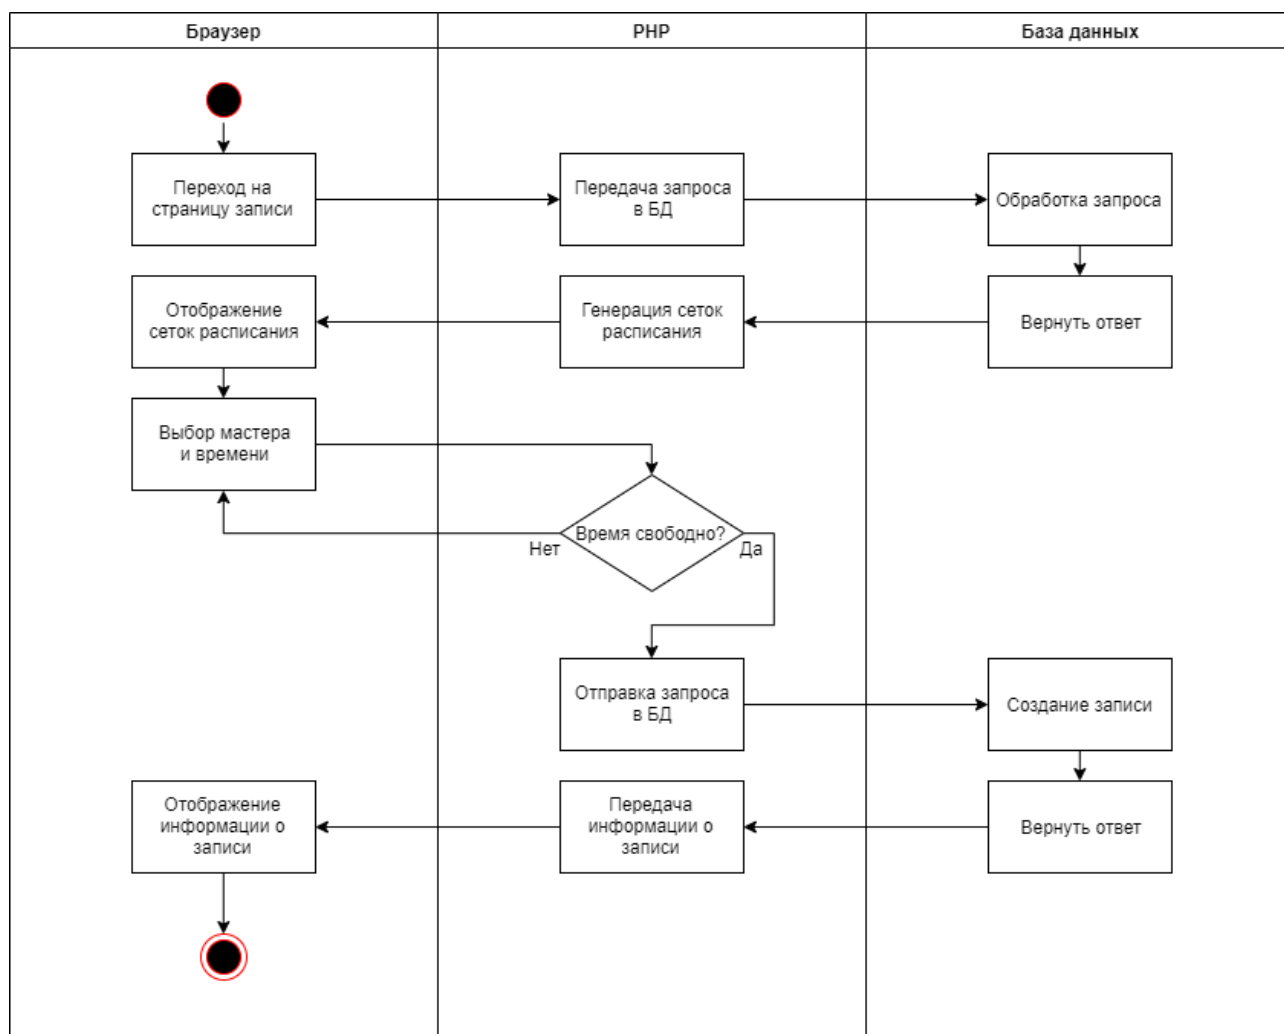 Браузер
PHP
База данных
Переход на
страницу записи
Передача запроса
в БД
Обработка запроса
Отображение
сеток расписания
Генерация сеток
расписания
Вернуть ответ
Выбор мастера
и времени
Время свободно?
Нет
Да
Отправка запроса
в БД
Создание записи
Отображение
информации о
записи
Передача
информации о
записи
Вернуть ответ